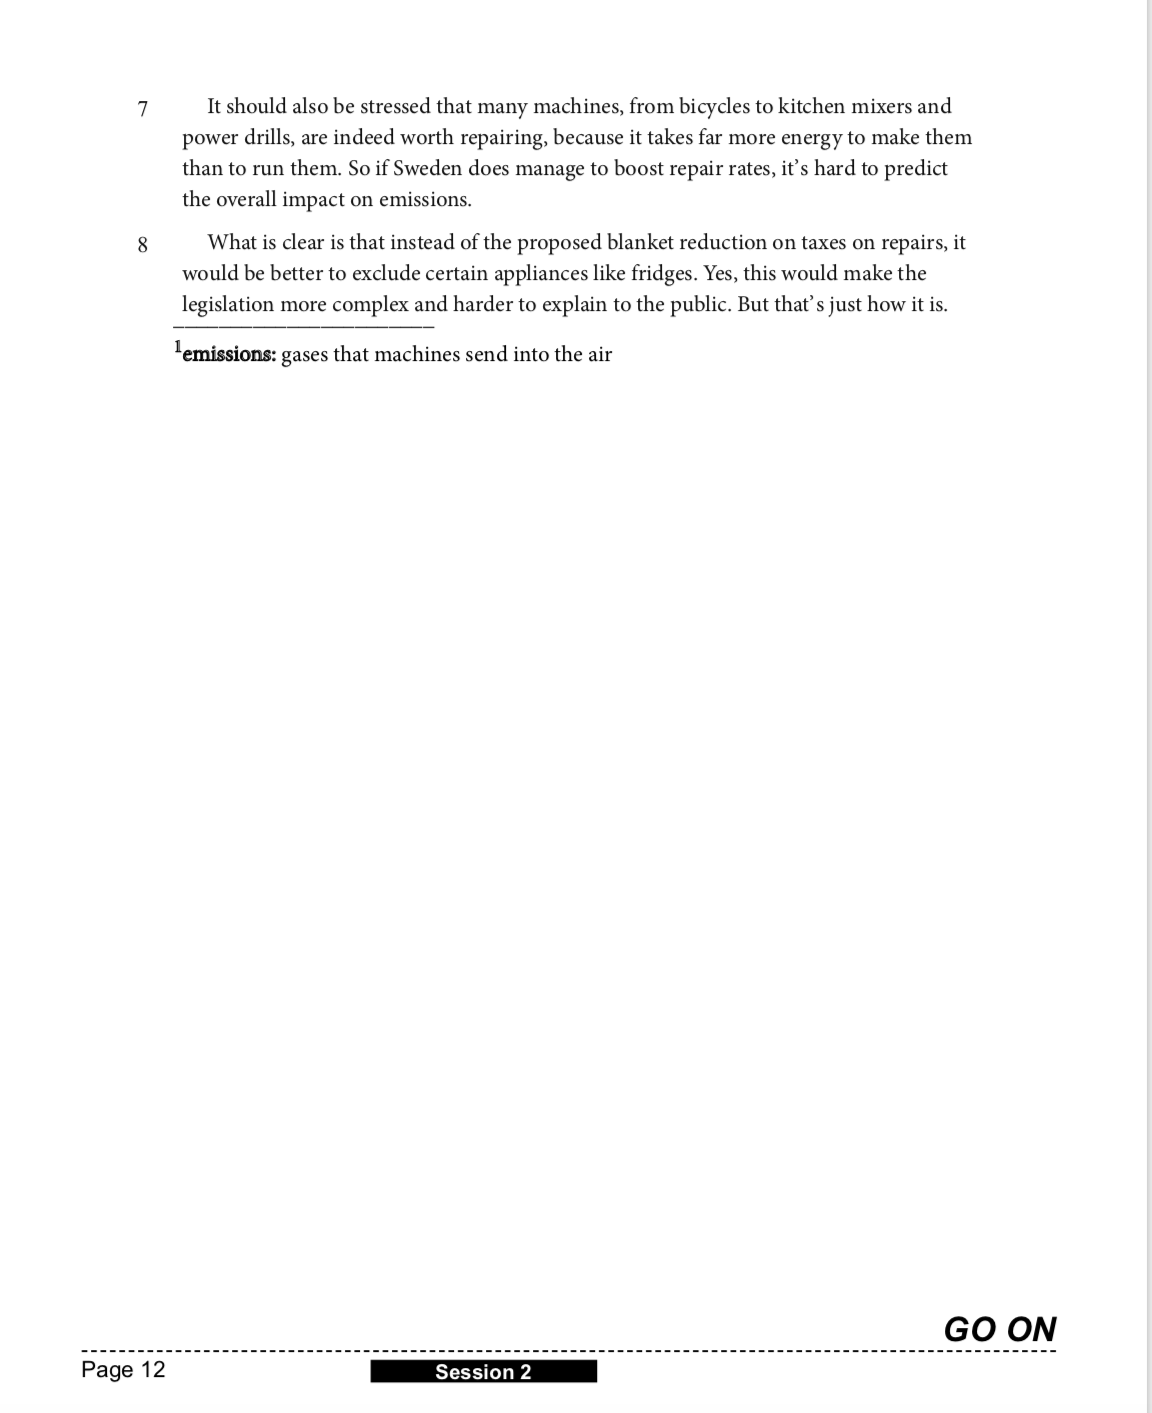 7 It should also be stressed that many machines, from bicycles to kitchen mixers and
power drills, are indeed worth repairing, because it takes far more energy to make them
than to run them. So if Sweden does manage to boost repair rates, it’s hard to predict
the overall impact on emissions.
8 What is clear is that instead of the proposed blanket reduction on taxes on repairs, it
would be better to exclude certain appliances like fridges. Yes, this would make the
legislation more complex and harder to explain to the public. But that’s just how it is.
1emissions: gases that machines send into the air
GO ON
Page 12 Session 2